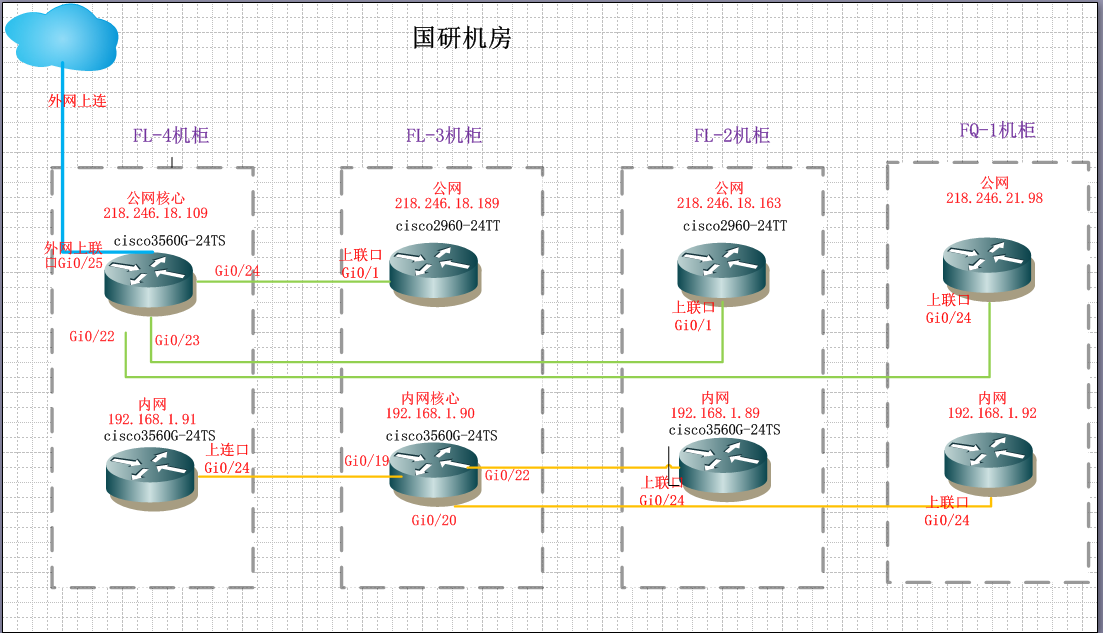 国研机房
外网上连
FL-4机柜
FL-3机柜
FL-2机柜
FQ-1机柜
公网核心
218.246.18.109
cisco3560G-24TS
外网上联
口Gi0/25
Gi0/24
Gi0/22
Gi0/23
公网
218.246.18.189
cisco2960-24TT
上联口
Gi0/1
公网
218.246.18.163
cisco2960-24TT
上联口
Gi0/1
公网
218.246.21.98
上联口
Gi0/24
内网
192.168.1.91
cisco3560G-24TS
上连口
Gi0/24
内网核心
192.168.1.90
cisco3560G-24TS
Gi0/19
Gi0/22
Gi0/20
内网
192.168.1.89
cisco3560G-24TS
上联口
Gi0/24
内网
192.168.1.92
上联口
Gi0/24